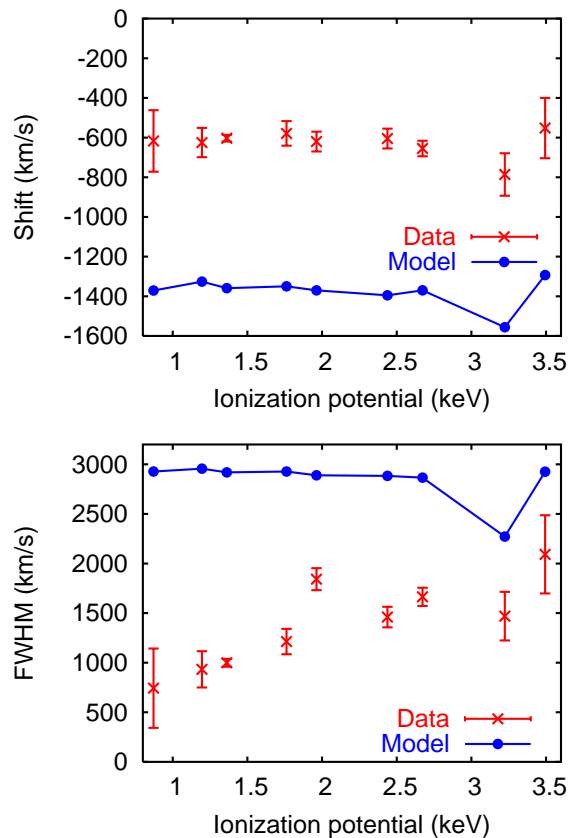 0
-200
-400
-600
-800
-1000
-1200
-1400
-1600
Shift (km/s)
Data
Model
1 1.5 2 2.5 3 3.5
Ionization potential (keV)
3000
2500
2000
1500
1000
500
0
FWHM (km/s)
Data
Model
1 1.5 2 2.5 3 3.5
Ionization potential (keV)